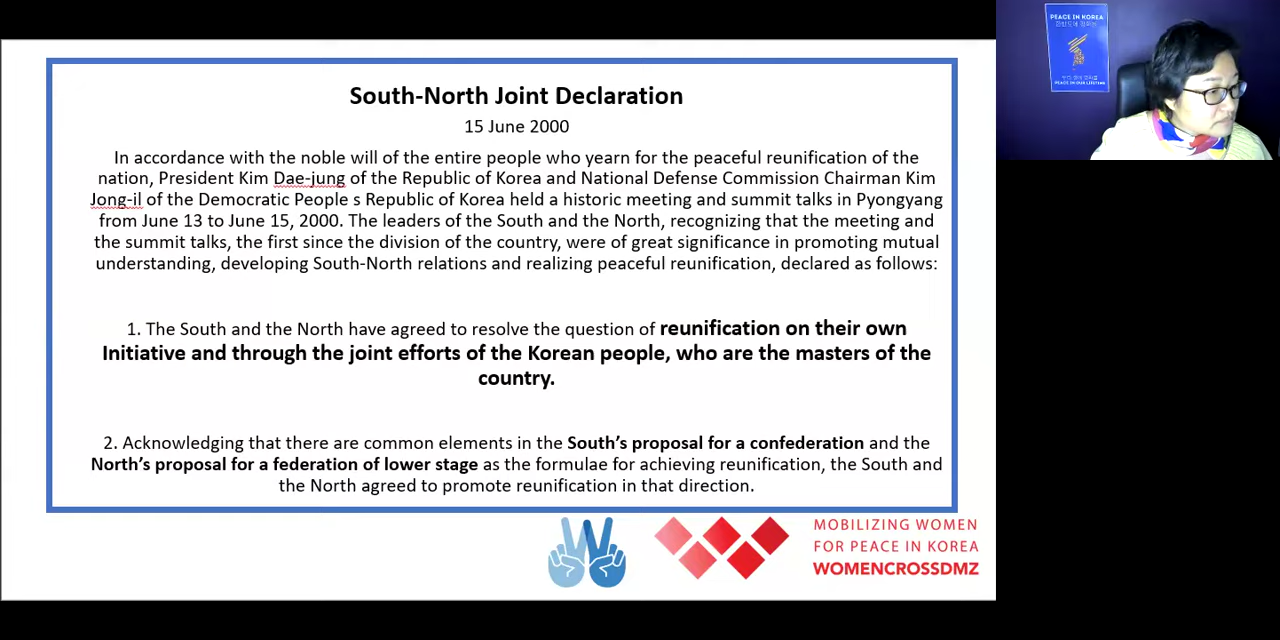 South-North Joint Declaration
15 June 2000
In accordance with the noble will of the entire people who yearn for the peaceful reunification of the
nation, President Kim Dae-jung of the Republic of Korea and National Defense Commission Chairman Kim
Jong-il of the Democratic People s Republic of Korea held a historic meeting and summit talks in Pyongyang
from June 13 to June 15, 2000. The leaders of the South and the North, recognizing that the meeting and
the summit talks, the first since the division of the country, were of great significance in promoting mutual
understanding, developing South-North relations and realizing peaceful reunification, declared as follows:
1. The South and the North have agreed to resolve the question of reunification on their own
Initiative and through the joint efforts of the Korean people, who are the masters of the
country.
2. Acknowledging that there are common elements in the South's proposal for a confederation and the
North's proposal for a federation of lower stage as the formulae for achieving reunification, the South and
the North agreed to promote reunification in that direction.
MOBILIZING WOMEN
FOR PEACE IN KOREA
WOMENCROSSDMZ
PEACE IN KOREA
PEACE IN OUR LIFETIME